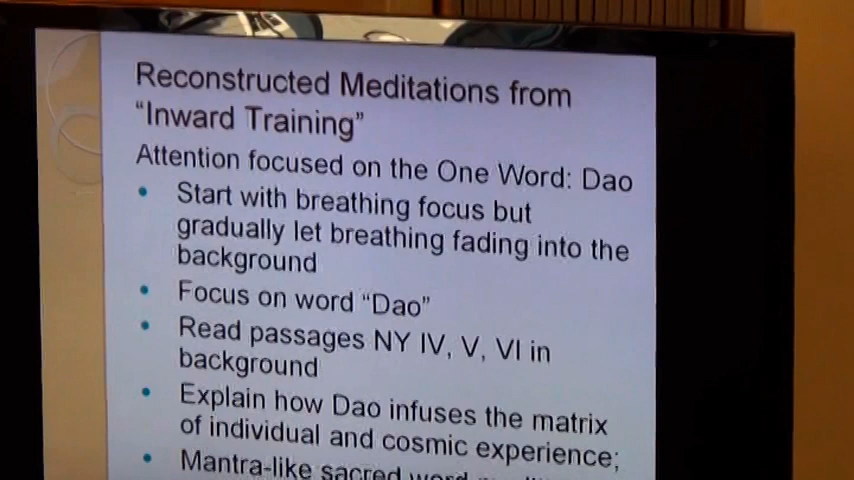 Reconstructed Meditations from
“Inward Training”
Attention focused on the One Word: Dao
• Start with breathing focus but
gradually let breathing fading into the
background
• Focus on word “Dao”
• Read passages NY IV, V, VI in
background
• Explain how Dao infuses the matrix
of individual and cosmic experience;
• Mantra-like sacred word